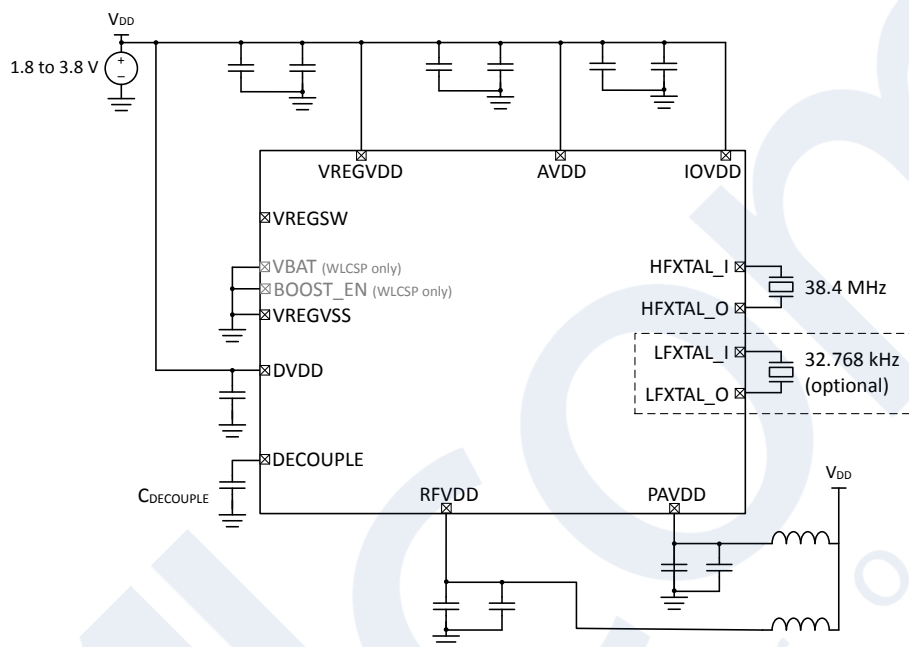 VDD
1.8 to 3.8 V
+
−
VREGVDD
AVDD
IOVDD
VREGSW
VBAT (WLCSP only)
BOOST_EN (WLCSP only)
VREGVSS
DVDD
DECOUPLE
CDECOUPLE
HFXTAL_I
38.4 MHz
HFXTAL_O
LFXTAL_I
32.768 kHz
(optional)
LFXTAL_O
RFVDD
PAVDD
VDD